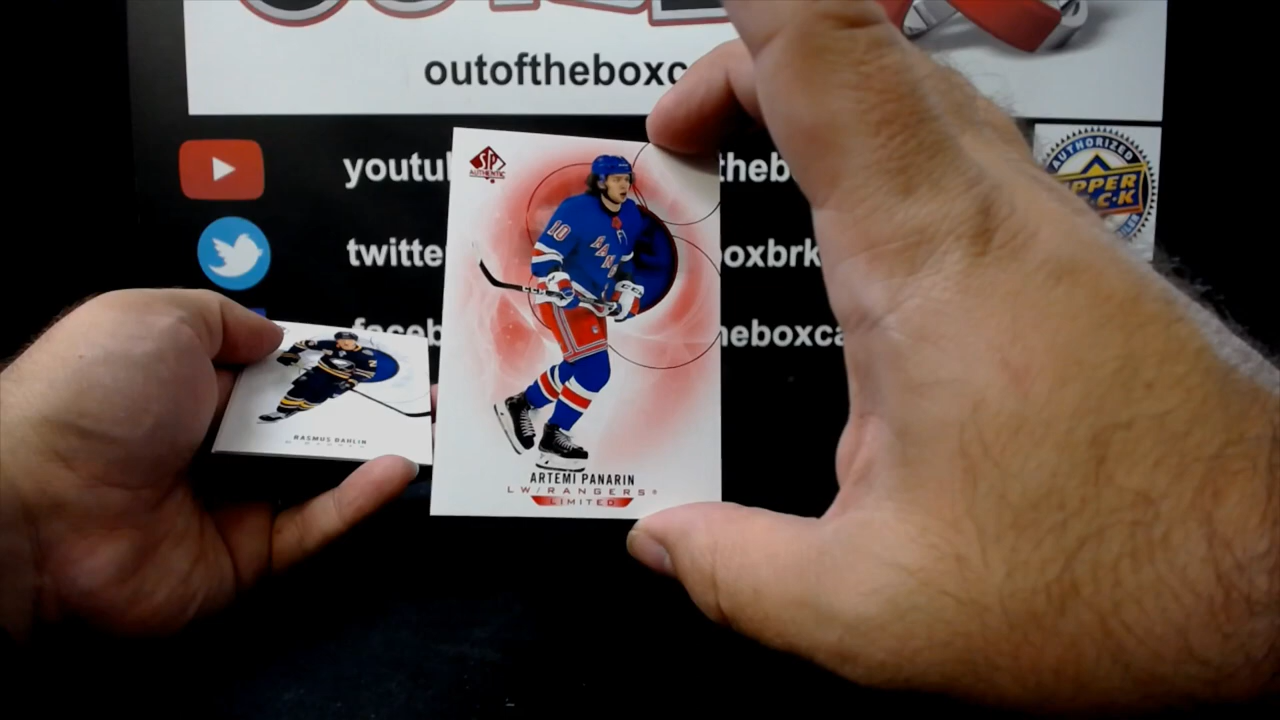 outoftheboxc
youtu theb
twitte oxbrk
faceb heboxca
AUTHORIZED
UPPER
DECK
SP
AUTHENTIC
10
ARTEMI PANARIN
LW/RANGERS®
LIMITED
RASMUS DAHLIN